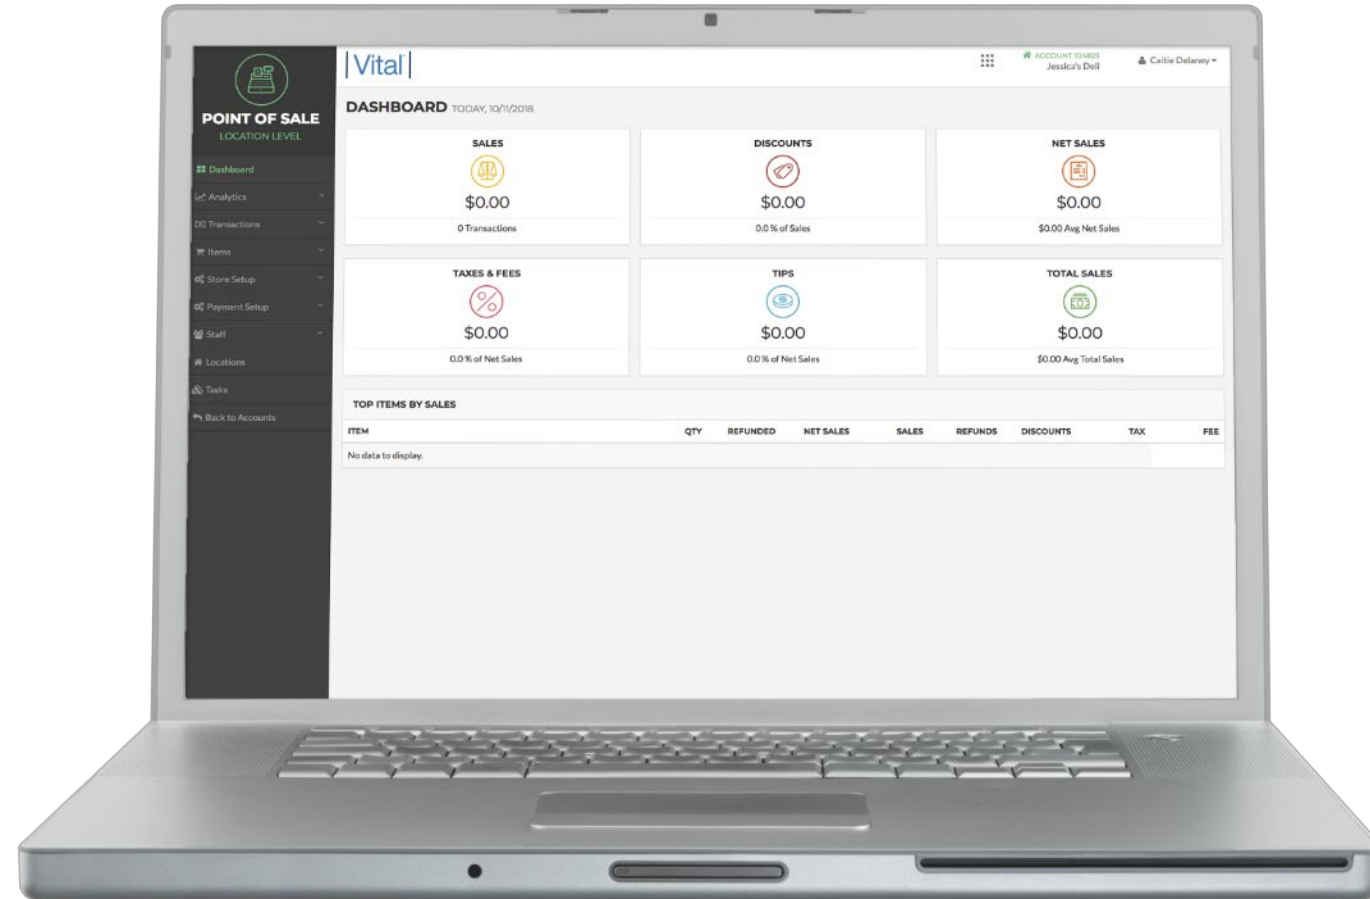 POINT OF SALE
LOCATION LEVEL
Dashboard
Analytics
Transactions
Items
Store Setup
Payment Setup
Staff
Locations
Tasks
Back to Accounts
Vital
ACCOUNT 104825
Jessica's Deli
Caitie Delaney
DASHBOARD TODAY, 10/11/2018
SALES
$0.00
0 Transactions
DISCOUNTS
$0.00
0.0 % of Sales
NET SALES
$0.00
$0.00 Avg Net Sales
TAXES & FEES
$0.00
0.0 % of Net Sales
TIPS
$0.00
0.0 % of Net Sales
TOTAL SALES
$0.00
$0.00 Avg Total Sales
TOP ITEMS BY SALES
ITEM QTY REFUNDED NET SALES SALES REFUNDS DISCOUNTS TAX FEE
No data to display.